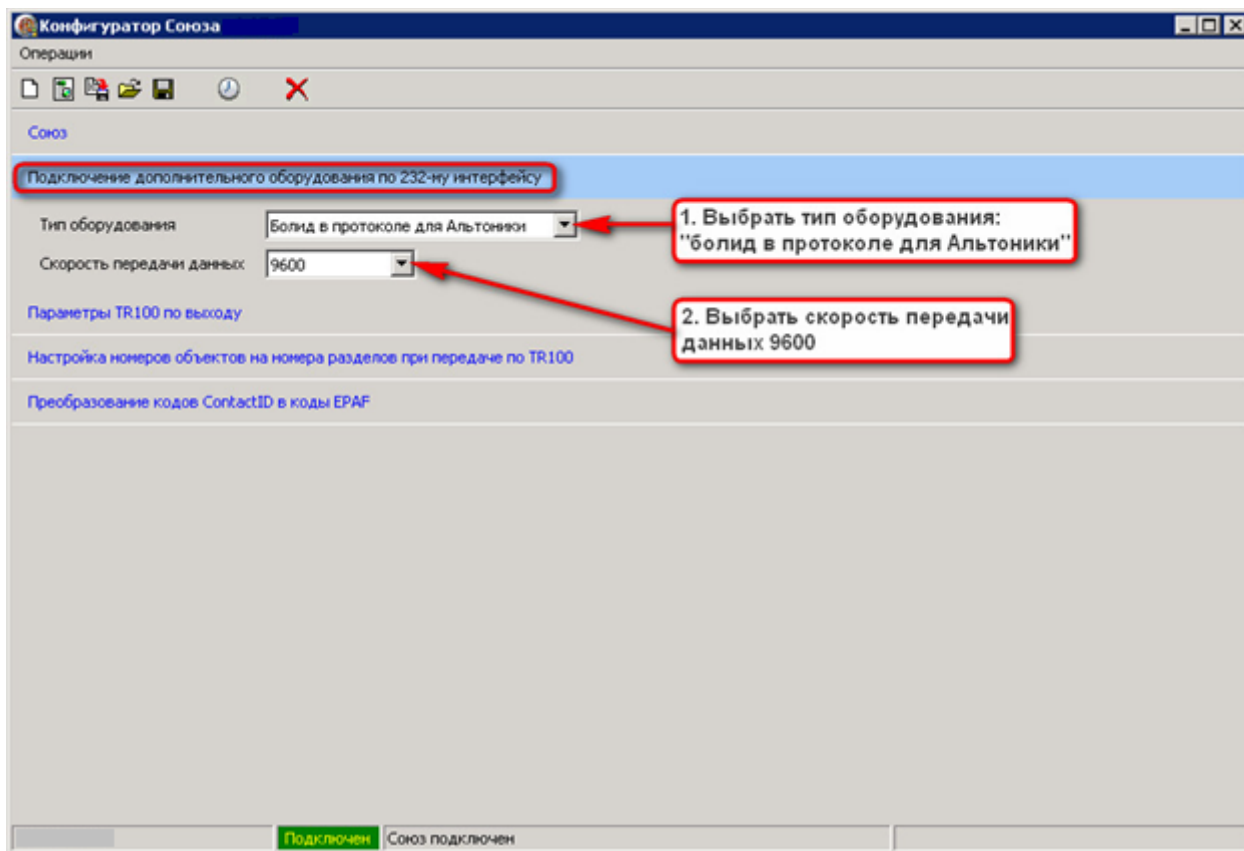 Конфигуратор Союза
Операции
Союз
Подключение дополнительного оборудования по 232-му интерфейсу
Тип оборудования
Болид в протоколе для Альтоники
1. Выбрать тип оборудования:
"болид в протоколе для Альтоники"
Скорость передачи данных
9600
Параметры TR100 по выходу
2. Выбрать скорость передачи
данных 9600
Настройка номеров объектов на номера разделов при передаче по TR100
Преобразование кодов ContactID в коды EPAF
Подключен
Союз подключен